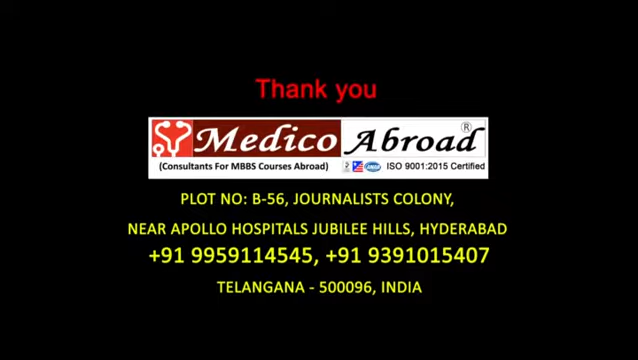 Thank you
Medico Abroad®
(Consultants For MBBS Courses Abroad) ISO 9001:2015 Certified
PLOT NO: B-56, JOURNALISTS COLONY,
NEAR APOLLO HOSPITALS JUBILEE HILLS, HYDERABAD
+91 9959114545, +91 9391015407
TELANGANA - 500096, INDIA